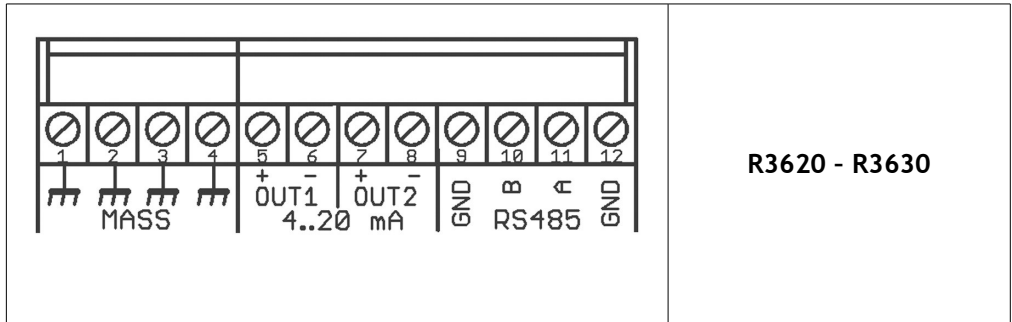 1 2 3 4 5 6 7 8 9 10 11 12
+ - + -
OUT1 OUT2
MASS 4..20 mA GND B A GND
RS485
R3620 - R3630